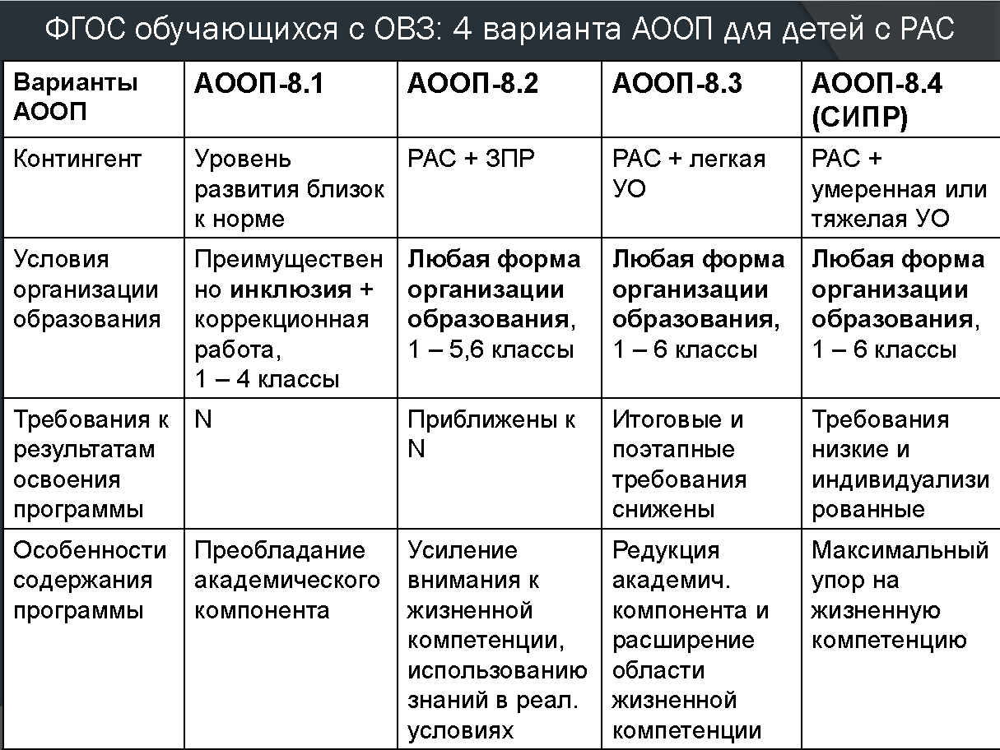 ФГОС обучающихся с ОВЗ: 4 варианта АООП для детей с РАС
Варианты
АООП
АООП-8.1
АООП-8.2
АООП-8.3
АООП-8.4
(СИПР)
Контингент
Уровень
развития близок
к норме
РАС + ЗПР
РАС + легкая
УО
РАС +
умеренная или
тяжелая УО
Условия
организации
образования
Преимуществен
но инклюзия +
коррекционная
работа,
1 – 4 классы
Любая форма
организации
образования,
1 – 5,6 классы
Любая форма
организации
образования,
1 – 6 классы
Любая форма
организации
образования,
1 – 6 классы
Требования к
результатам
освоения
программы
N
Приближены к
N
Итоговые и
поэтапные
требования
снижены
Требования
низкие и
индивидуализи
рованные
Особенности
содержания
программы
Преобладание
академического
компонента
Усиление
внимания к
жизненной
компетенции,
использованию
знаний в реал.
условиях
Редукция
академич.
компонента и
расширение
области
жизненной
компетенции
Максимальный
упор на
жизненную
компетенцию